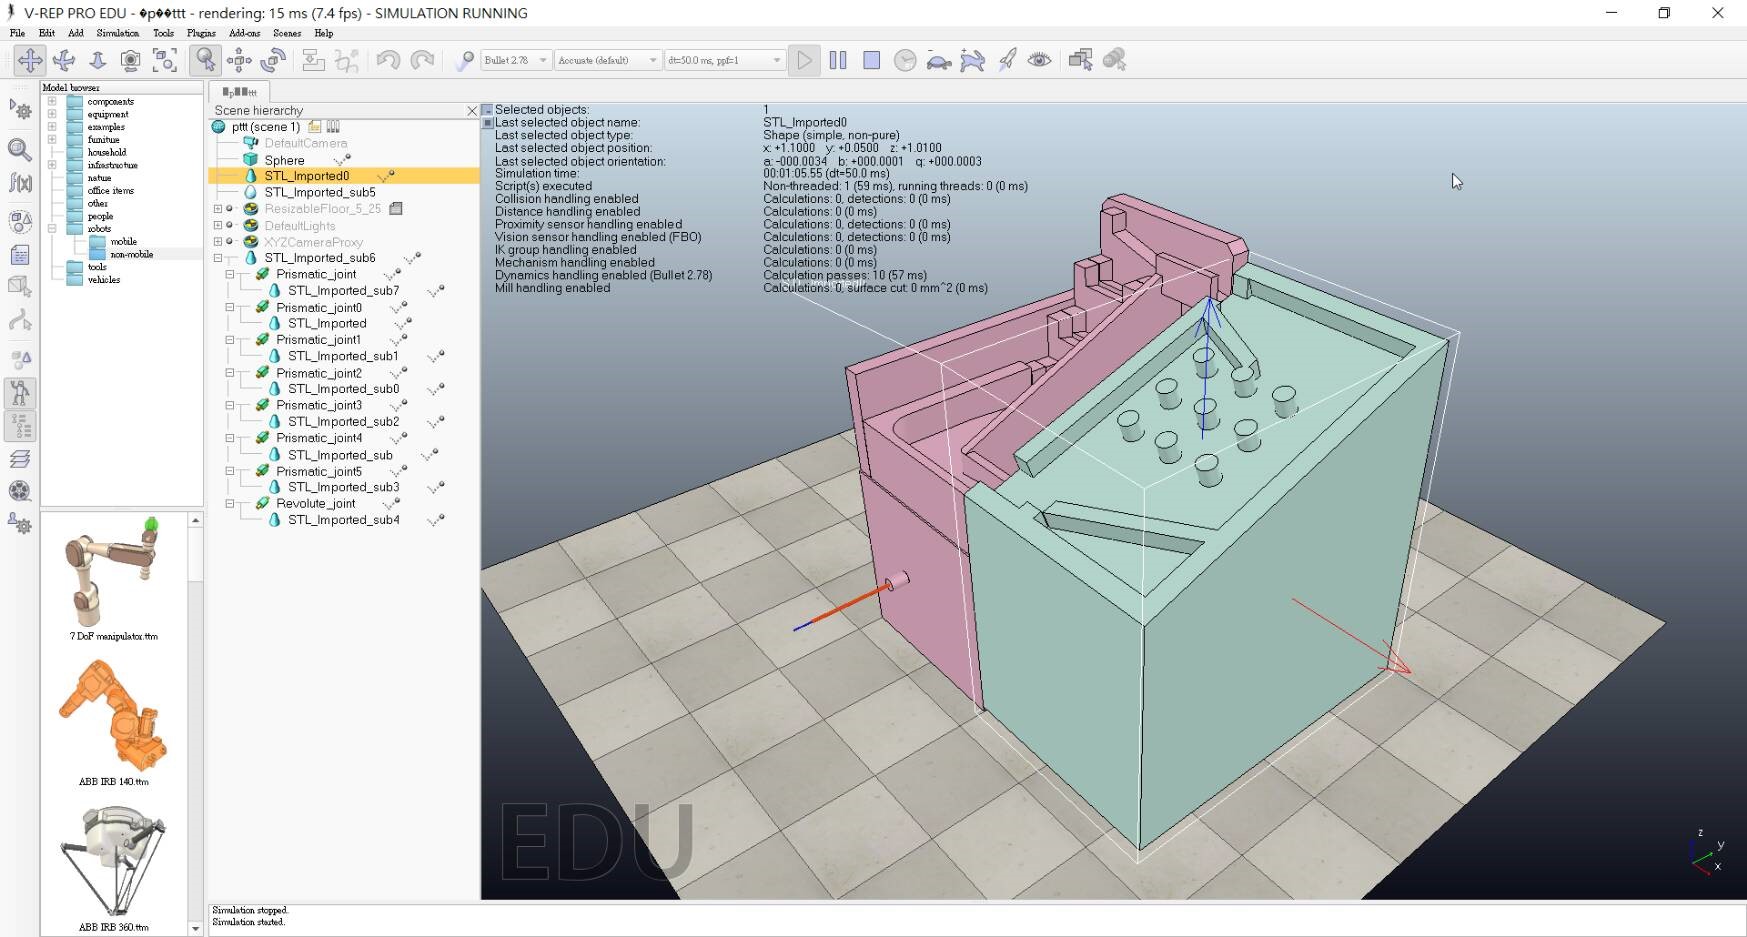 V-REP PRO EDU - �p��ttt - rendering: 15 ms (7.4 fps) - SIMULATION RUNNING
File Edit Add Simulation Tools Plugins Add-ons Scenes Help
Bullet 2.78 Accurate (default) dt=50.0 ms, ppf=1
Model browser
components
equipment
examples
furniture
household
infrastructure
nature
office items
other
people
robots
mobile
non-mobile
tools
vehicles
7 DoF manipulator.ttm
ABB IRB 140.ttm
ABB IRB 360.ttm
Scene hierarchy
pttt (scene 1)
DefaultCamera
Sphere
STL_Imported0
STL_Imported_sub5
ResizableFloor_5_25
DefaultLights
XYZCameraProxy
STL_Imported_sub6
Prismatic_joint
STL_Imported_sub7
Prismatic_joint0
STL_Imported
Prismatic_joint1
STL_Imported_sub1
Prismatic_joint2
STL_Imported_sub0
Prismatic_joint3
STL_Imported_sub2
Prismatic_joint4
STL_Imported_sub
Prismatic_joint5
STL_Imported_sub3
Revolute_joint
STL_Imported_sub4
Selected objects: 1
Last selected object name: STL_Imported0
Last selected object type: Shape (simple, non-pure)
Last selected object position: x: +1.1000 y: +0.0500 z: +1.0100
Last selected object orientation: a: -000.0034 b: +000.0001 g: +000.0003
Simulation time: 00:01:05.55 (dt=50.0 ms)
Script(s) executed Non-threaded: 1 (59 ms), running threads: 0 (0 ms)
Collision handling enabled Calculations: 0, detections: 0 (0 ms)
Distance handling enabled Calculations: 0 (0 ms)
Proximity sensor handling enabled Calculations: 0, detections: 0 (0 ms)
Vision sensor handling enabled (FBO) Calculations: 0, detections: 0 (0 ms)
IK group handling enabled Calculations: 0 (0 ms)
Mechanism handling enabled Calculations: 0 (0 ms)
Dynamics handling enabled (Bullet 2.78) Calculation passes: 10 (57 ms)
Mill handling enabled Calculations: 0, surface cut: 0 mm^2 (0 ms)
EDU
z
y
x
Simulation stopped.
Simulation started.